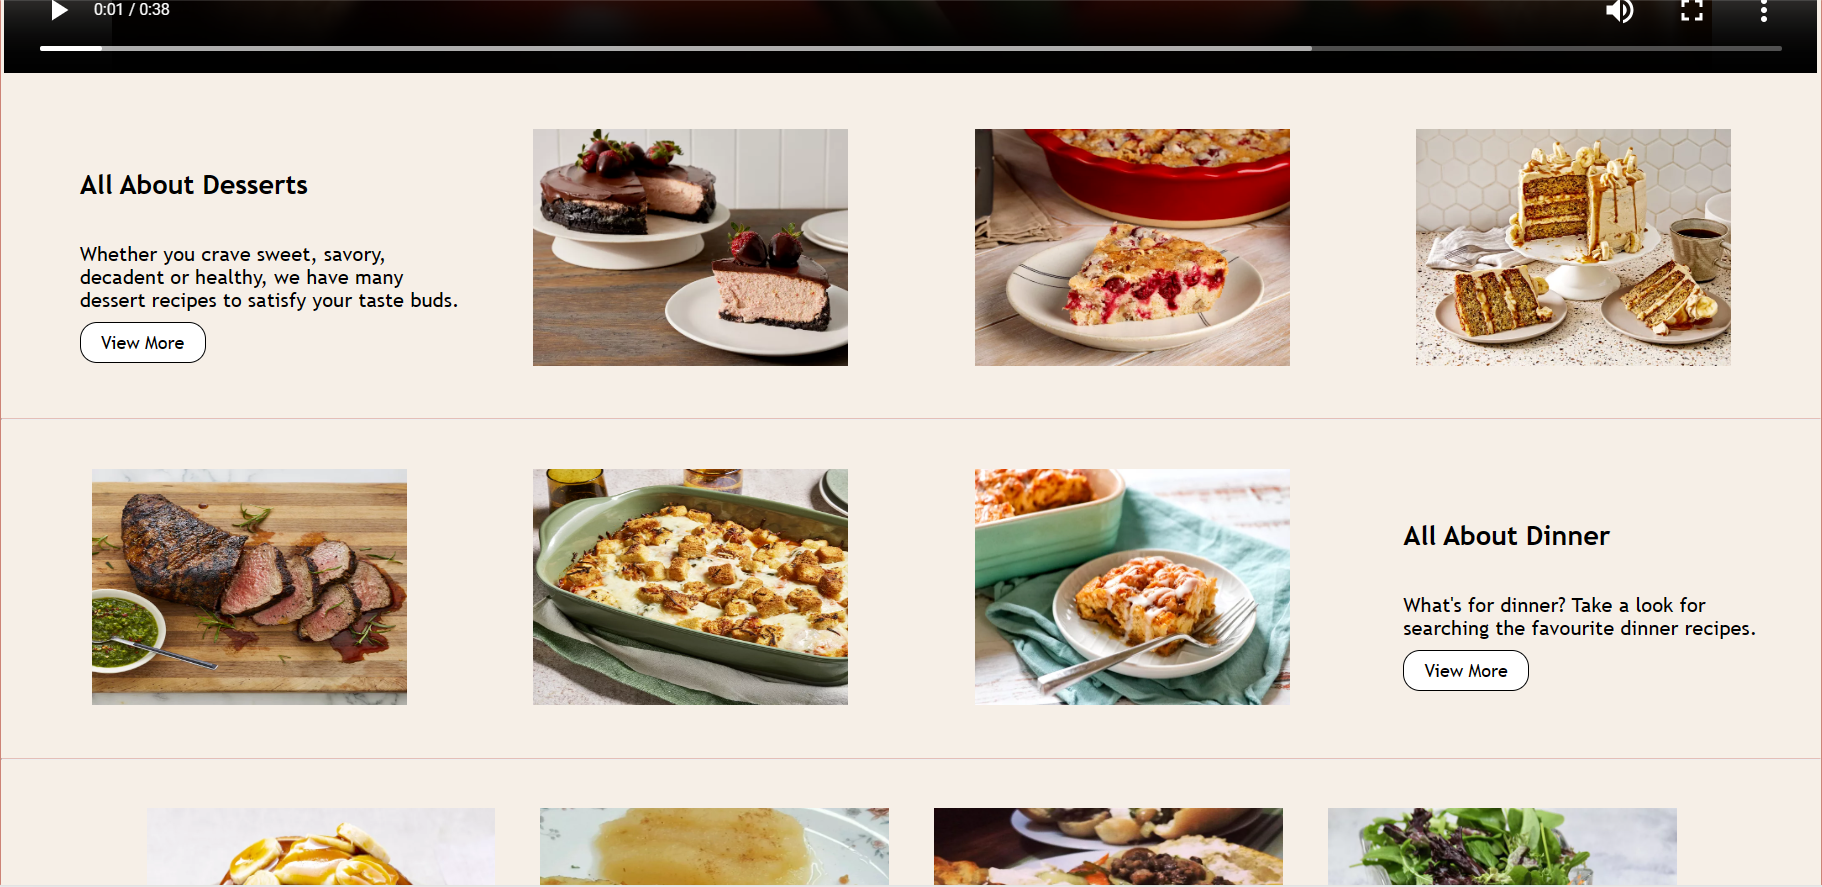 0:01 / 0:38
All About Desserts
Whether you crave sweet, savory,
decadent or healthy, we have many
dessert recipes to satisfy your taste buds.
View More
All About Dinner
What's for dinner? Take a look for
searching the favourite dinner recipes.
View More